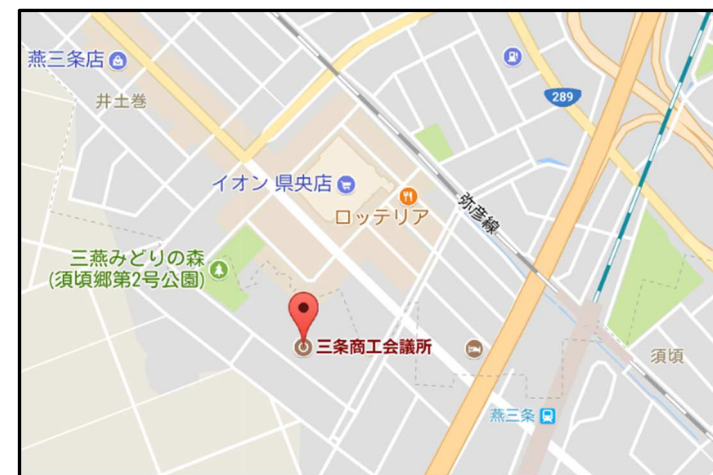 燕三条店
井土巻
289
イオン 県央店
ロッテリア
弥彦線
三燕みどりの森
(須頃郷第2号公園)
三条商工会議所
須頃
燕三条